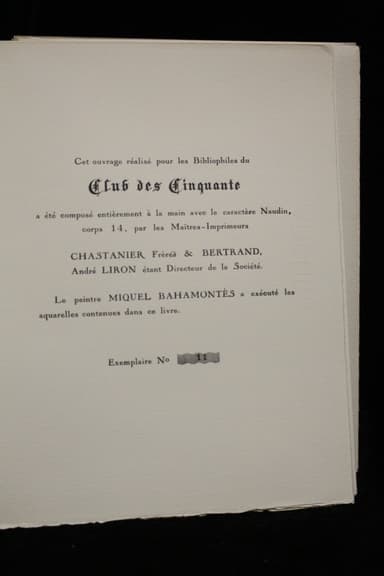 Cet ouvrage réalisé pour les Bibliophiles du
Club des Cinquante
a été composé entièrement à la main avec le caractère Naudin,
corps 14, par les Maîtres-Imprimeurs
CHASTANIER Frères & BERTRAND,
André LIRON étant Directeur de la Société.
Le peintre MIQUEL BAHAMONTÈS a exécuté les
aquarelles contenues dans ce livre.
Exemplaire No 11